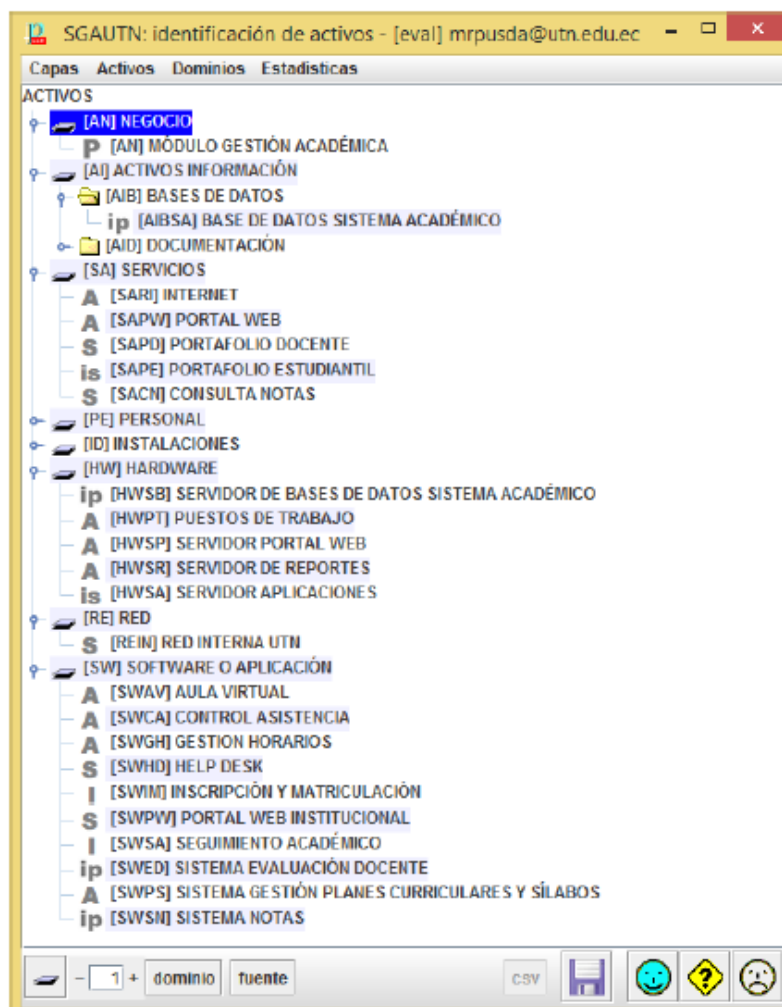 SGAUTN: identificación de activos - [eval] mrpusda@utn.edu.ec
Capas Activos Dominios Estadisticas
ACTIVOS
[AN] NEGOCIO
P [AN] MÓDULO GESTIÓN ACADÉMICA
[AI] ACTIVOS INFORMACIÓN
[AIB] BASES DE DATOS
ip [AIBSA] BASE DE DATOS SISTEMA ACADÉMICO
[AID] DOCUMENTACIÓN
[SA] SERVICIOS
A [SARI] INTERNET
A [SAPW] PORTAL WEB
S [SAPD] PORTAFOLIO DOCENTE
is [SAPE] PORTAFOLIO ESTUDIANTIL
S [SACN] CONSULTA NOTAS
[PE] PERSONAL
[ID] INSTALACIONES
[HW] HARDWARE
ip [HWSB] SERVIDOR DE BASES DE DATOS SISTEMA ACADÉMICO
A [HWPT] PUESTOS DE TRABAJO
A [HWSP] SERVIDOR PORTAL WEB
A [HWSR] SERVIDOR DE REPORTES
is [HWSA] SERVIDOR APLICACIONES
[RE] RED
S [REIN] RED INTERNA UTN
[SW] SOFTWARE O APLICACIÓN
A [SWAV] AULA VIRTUAL
A [SWCA] CONTROL ASISTENCIA
A [SWGH] GESTION HORARIOS
S [SWHD] HELP DESK
I [SWIM] INSCRIPCIÓN Y MATRICULACIÓN
S [SWPW] PORTAL WEB INSTITUCIONAL
I [SWSA] SEGUIMIENTO ACADÉMICO
ip [SWED] SISTEMA EVALUACIÓN DOCENTE
A [SWPS] SISTEMA GESTIÓN PLANES CURRICULARES Y SÍLABOS
ip [SWSN] SISTEMA NOTAS
- 1 + dominio fuente csv ?